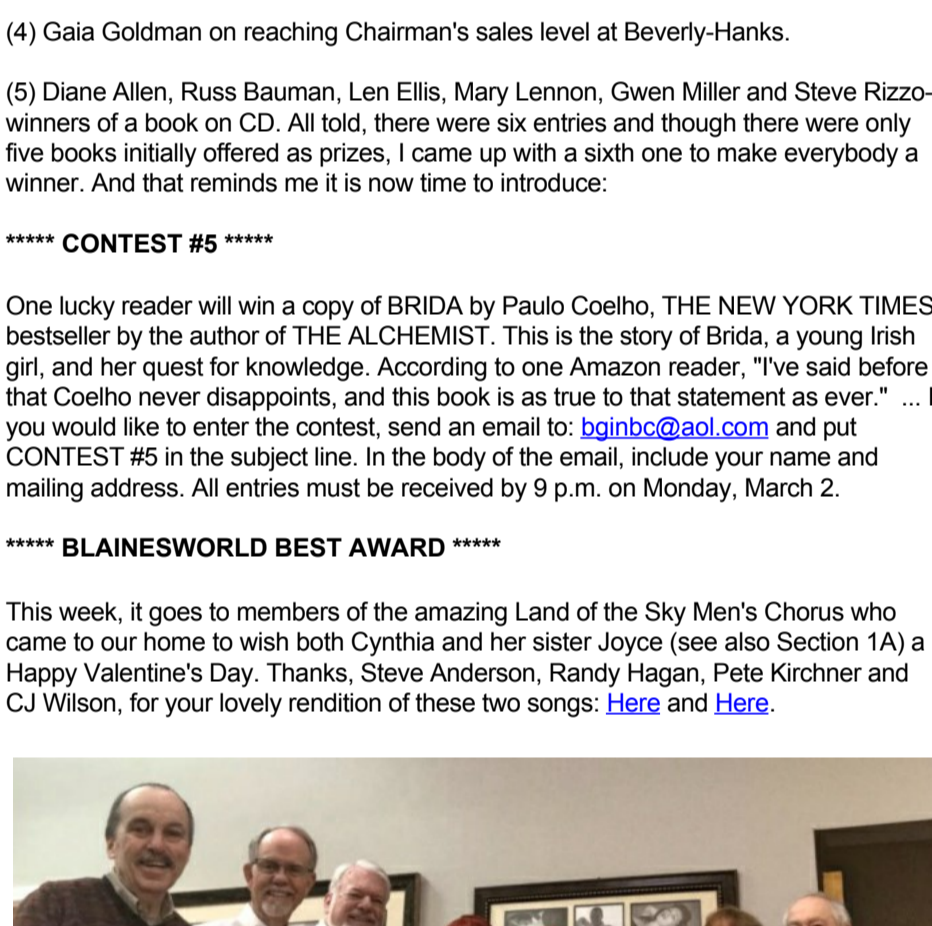 (4) Gaia Goldman on reaching Chairman's sales level at Beverly-Hanks.
(5) Diane Allen, Russ Bauman, Len Ellis, Mary Lennon, Gwen Miller and Steve Rizzo-
winners of a book on CD. All told, there were six entries and though there were only
five books initially offered as prizes, I came up with a sixth one to make everybody a
winner. And that reminds me it is now time to introduce:
***** CONTEST #5 *****
One lucky reader will win a copy of BRIDA by Paulo Coelho, THE NEW YORK TIMES
bestseller by the author of THE ALCHEMIST. This is the story of Brida, a young Irish
girl, and her quest for knowledge. According to one Amazon reader, "I've said before
that Coelho never disappoints, and this book is as true to that statement as ever."  ...
you would like to enter the contest, send an email to: bginbc@aol.com and put
CONTEST #5 in the subject line. In the body of the email, include your name and
mailing address. All entries must be received by 9 p.m. on Monday, March 2.
***** BLAINESWORLD BEST AWARD *****
This week, it goes to members of the amazing Land of the Sky Men's Chorus who
came to our home to wish both Cynthia and her sister Joyce (see also Section 1A) a
Happy Valentine's Day. Thanks, Steve Anderson, Randy Hagan, Pete Kirchner and
CJ Wilson, for your lovely rendition of these two songs: Here and Here.